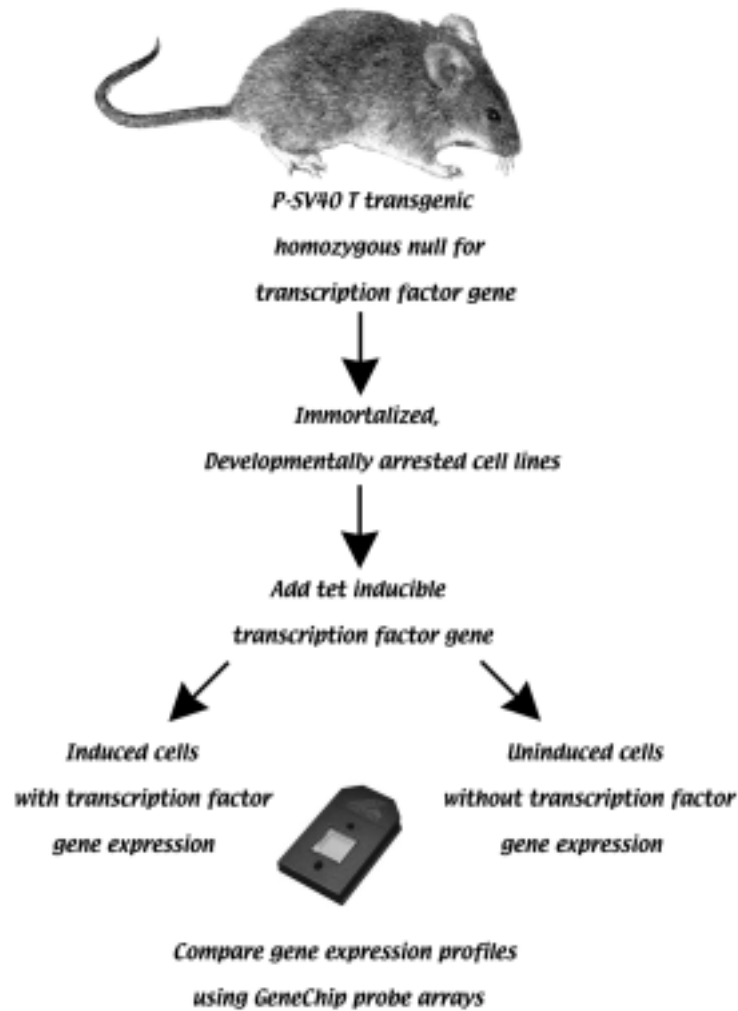 P-SV40 T transgenic
homozygous null for
transcription factor gene
Immortalized,
Developmentally arrested cell lines
Add tet inducible
transcription factor gene
Induced cells
with transcription factor
gene expression
Uninduced cells
without transcription factor
gene expression
Compare gene expression profiles
using GeneChip probe arrays